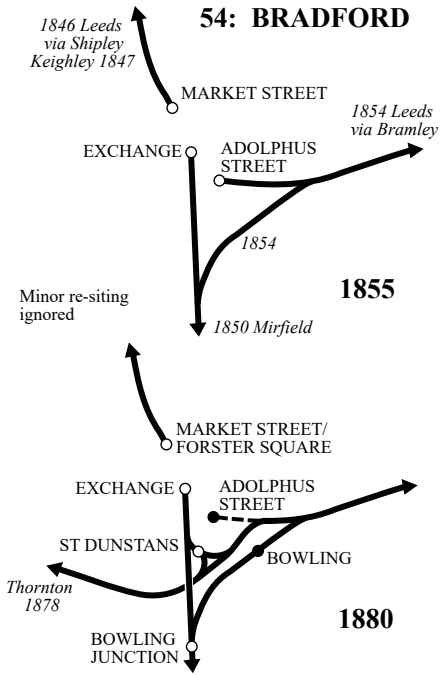 54: BRADFORD
1846 Leeds
via Shipley
Keighley 1847
MARKET STREET
1854 Leeds
via Bramley
EXCHANGE
ADOLPHUS
STREET
1854
1855
Minor re-siting
ignored
1850 Mirfield
MARKET STREET/
FORSTER SQUARE
EXCHANGE
ADOLPHUS
STREET
ST DUNSTANS
BOWLING
Thornton
1878
1880
BOWLING
JUNCTION